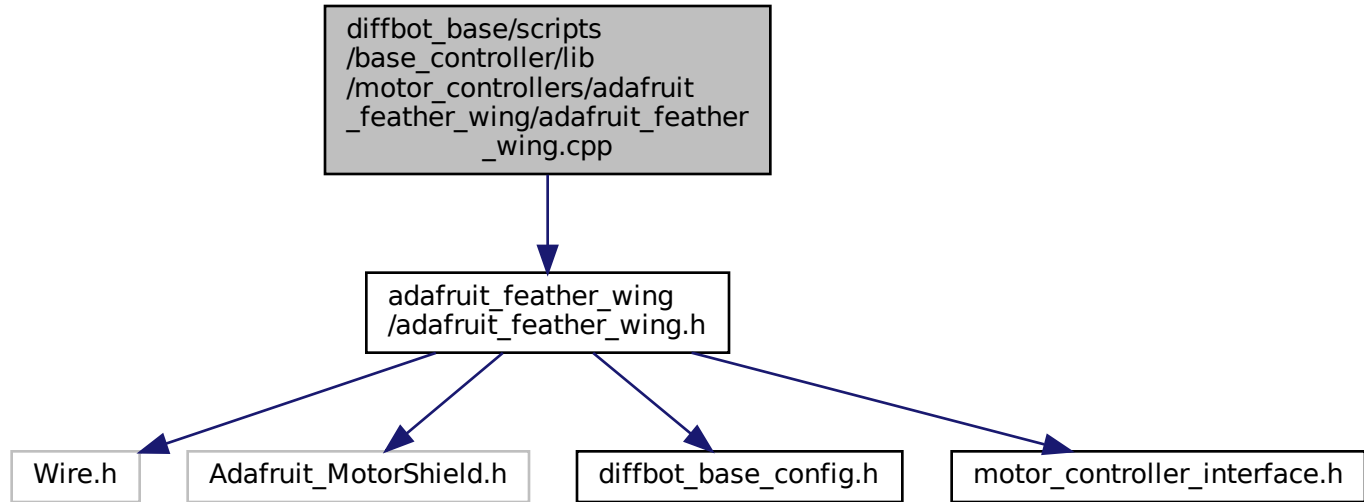 diffbot_base/scripts
/base_controller/lib
/motor_controllers/adafruit
_feather_wing/adafruit_feather
_wing.cpp
adafruit_feather_wing
/adafruit_feather_wing.h
Wire.h
Adafruit_MotorShield.h
diffbot_base_config.h
motor_controller_interface.h